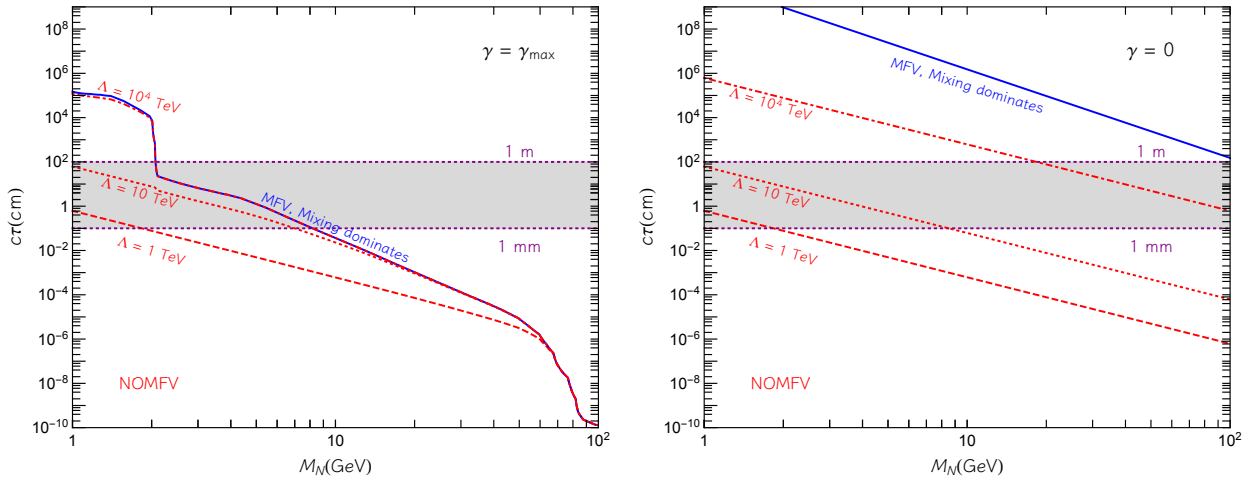 10⁸
10⁶
10⁴
10²
1
10⁻²
10⁻⁴
10⁻⁶
10⁻⁸
10⁻¹⁰
cτ(cm)
γ = γmax
Λ = 10⁴ TeV
1 m
Λ = 10 TeV
MFV, Mixing dominates
1 mm
Λ = 1 TeV
NOMFV
1
10
10²
M_N(GeV)
10⁸
10⁶
10⁴
10²
1
10⁻²
10⁻⁴
10⁻⁶
10⁻⁸
10⁻¹⁰
cτ(cm)
γ = 0
MFV, Mixing dominates
Λ = 10⁴ TeV
1 m
Λ = 10 TeV
1 mm
Λ = 1 TeV
NOMFV
1
10
10²
M_N(GeV)